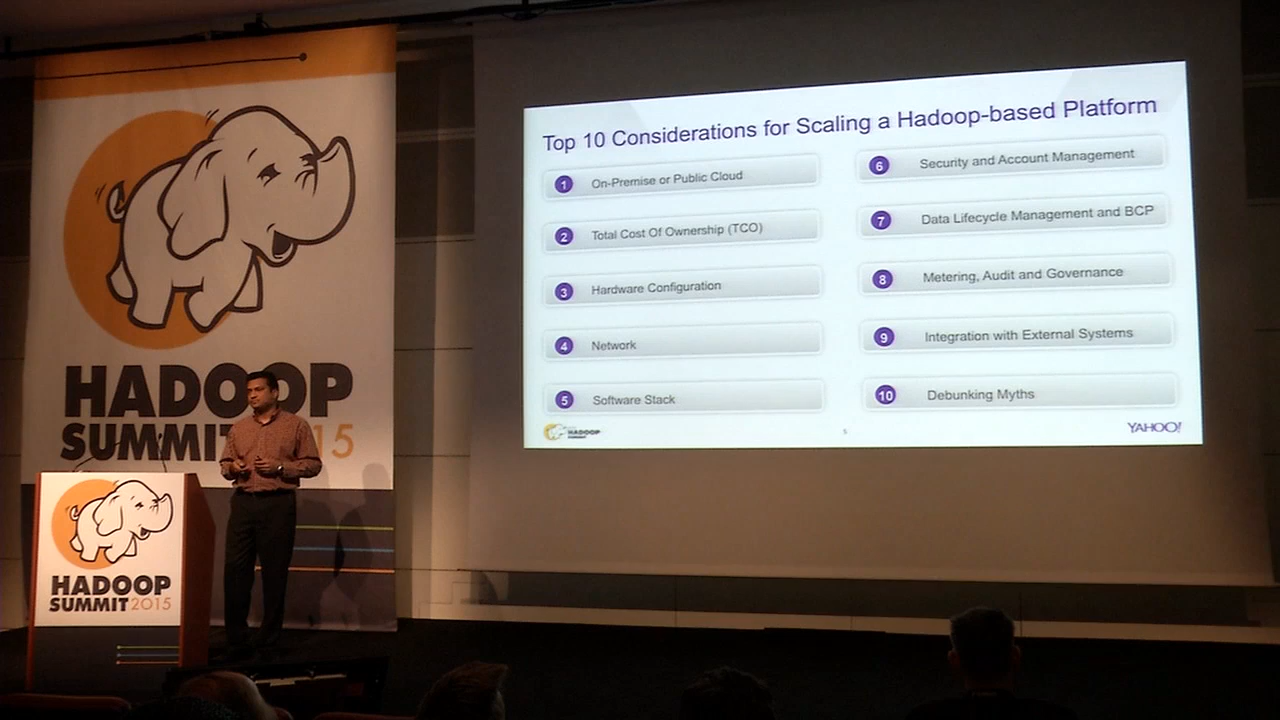 HADOOP
SUMMIT 2015
HADOOP
SUMMIT 2015
Top 10 Considerations for Scaling a Hadoop-based Platform
1 On-Premise or Public Cloud
2 Total Cost Of Ownership (TCO)
3 Hardware Configuration
4 Network
5 Software Stack
6 Security and Account Management
7 Data Lifecycle Management and BCP
8 Metering, Audit and Governance
9 Integration with External Systems
10 Debunking Myths
HADOOP
SUMMIT
5
YAHOO!